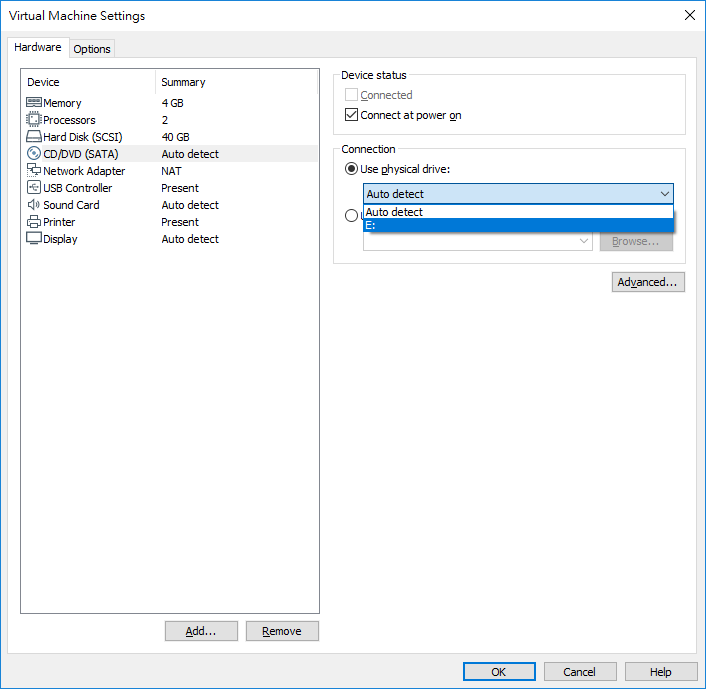 Virtual Machine Settings
Hardware
Options
Device Summary
Memory 4 GB
Processors 2
Hard Disk (SCSI) 40 GB
CD/DVD (SATA) Auto detect
Network Adapter NAT
USB Controller Present
Sound Card Auto detect
Printer Present
Display Auto detect
Add...
Remove
Device status
Connected
Connect at power on
Connection
Use physical drive:
Auto detect
Auto detect
E:
Browse...
Advanced...
OK
Cancel
Help